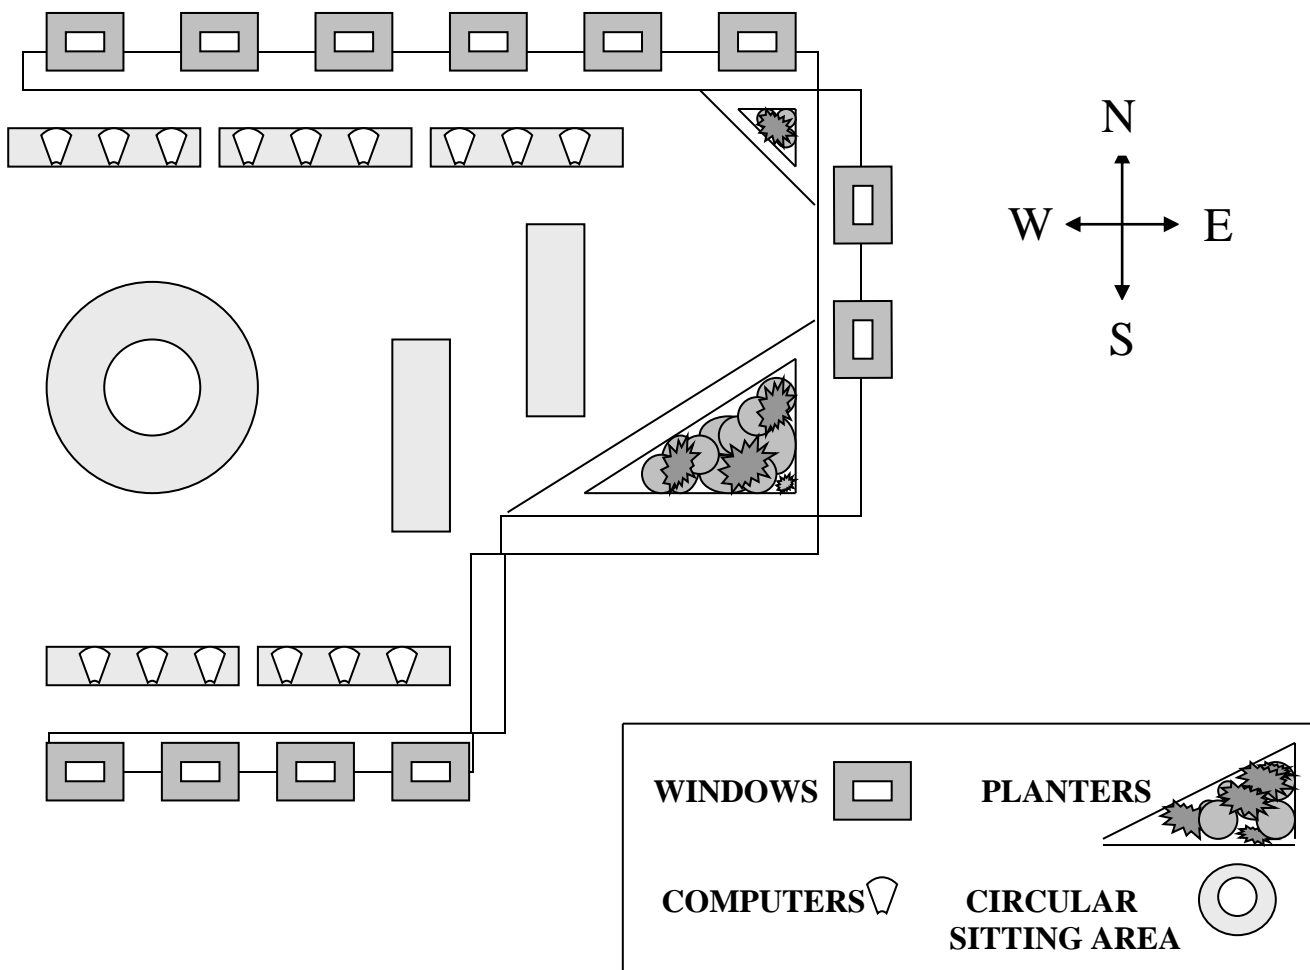 N
W E
S
WINDOWS PLANTERS
COMPUTERS CIRCULAR
SITTING AREA